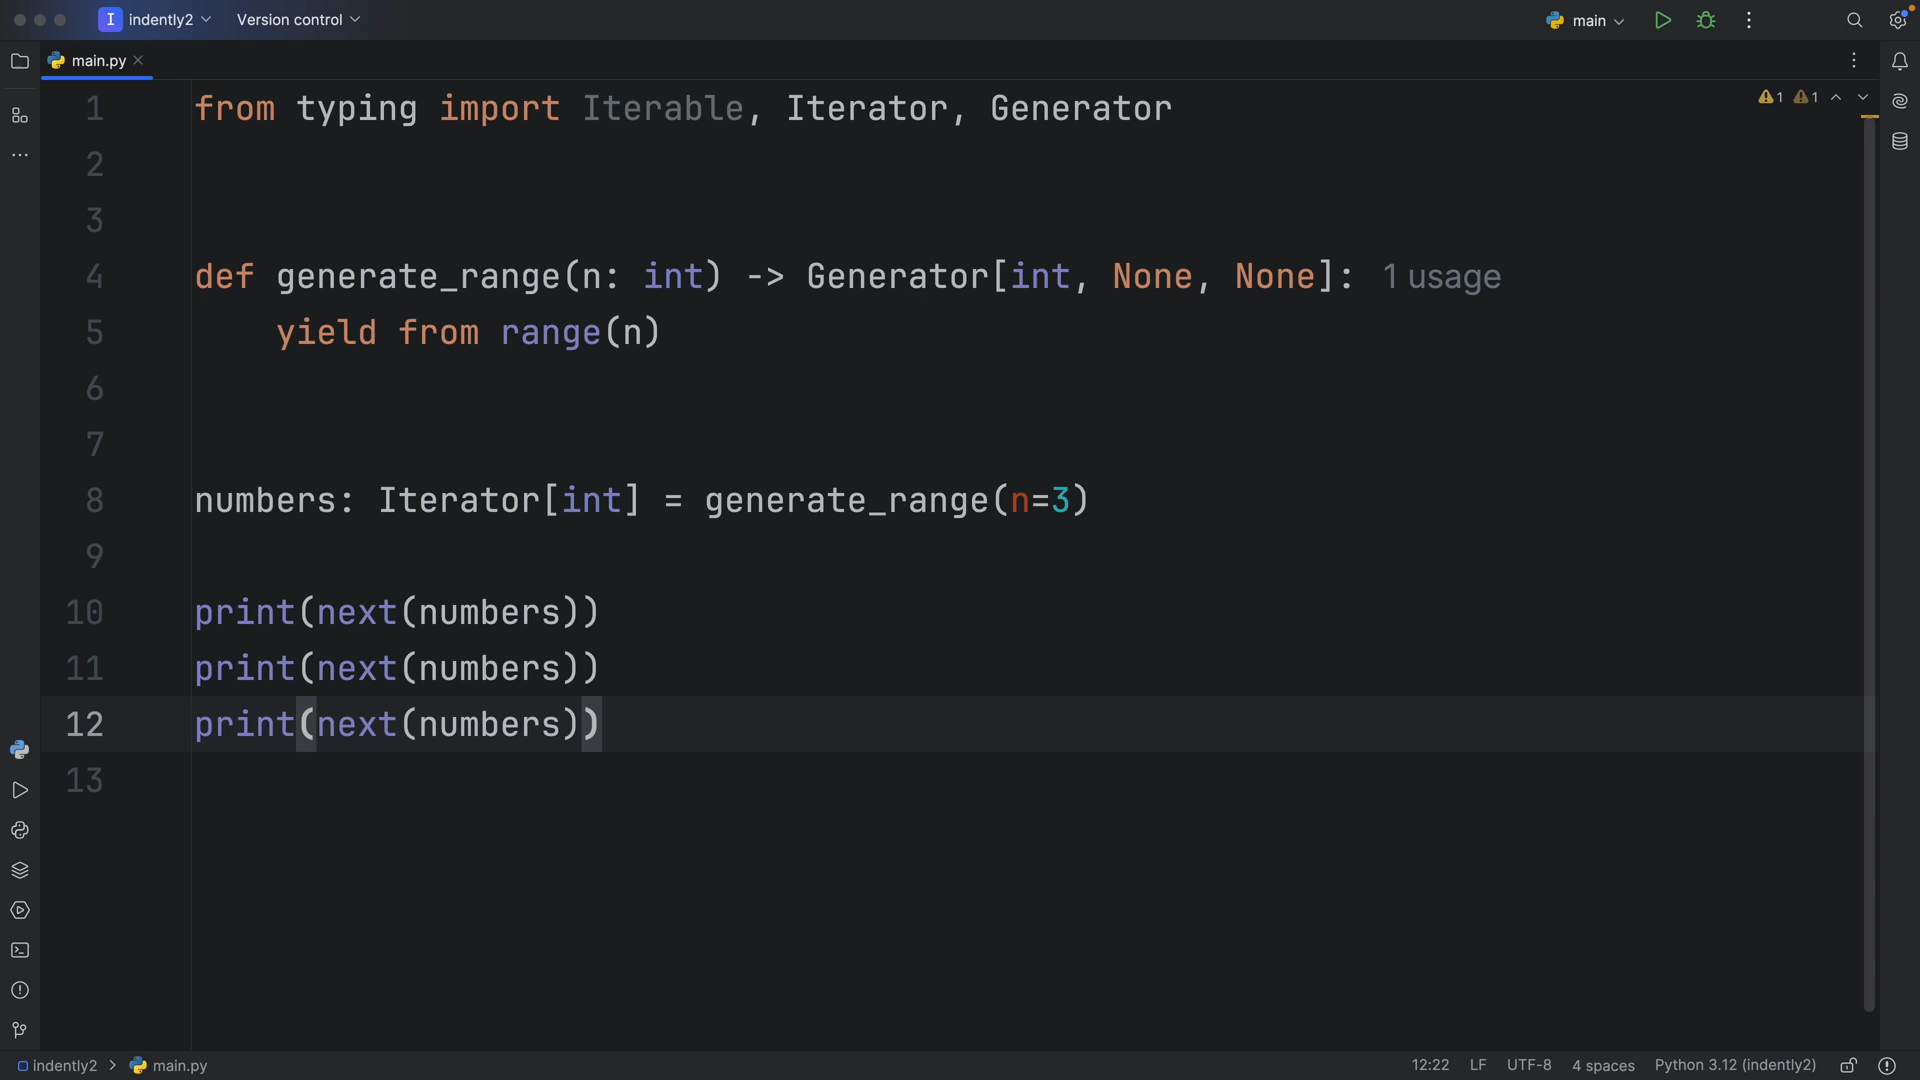 I indently2 Version control main
main.py
1 from typing import Iterable, Iterator, Generator 1 1
2
3
4 def generate_range(n: int) -> Generator[int, None, None]: 1 usage
5     yield from range(n)
6
7
8 numbers: Iterator[int] = generate_range(n=3)
9
10 print(next(numbers))
11 print(next(numbers))
12 print(next(numbers))
13
indently2 > main.py 12:22 LF UTF-8 4 spaces Python 3.12 (indently2)